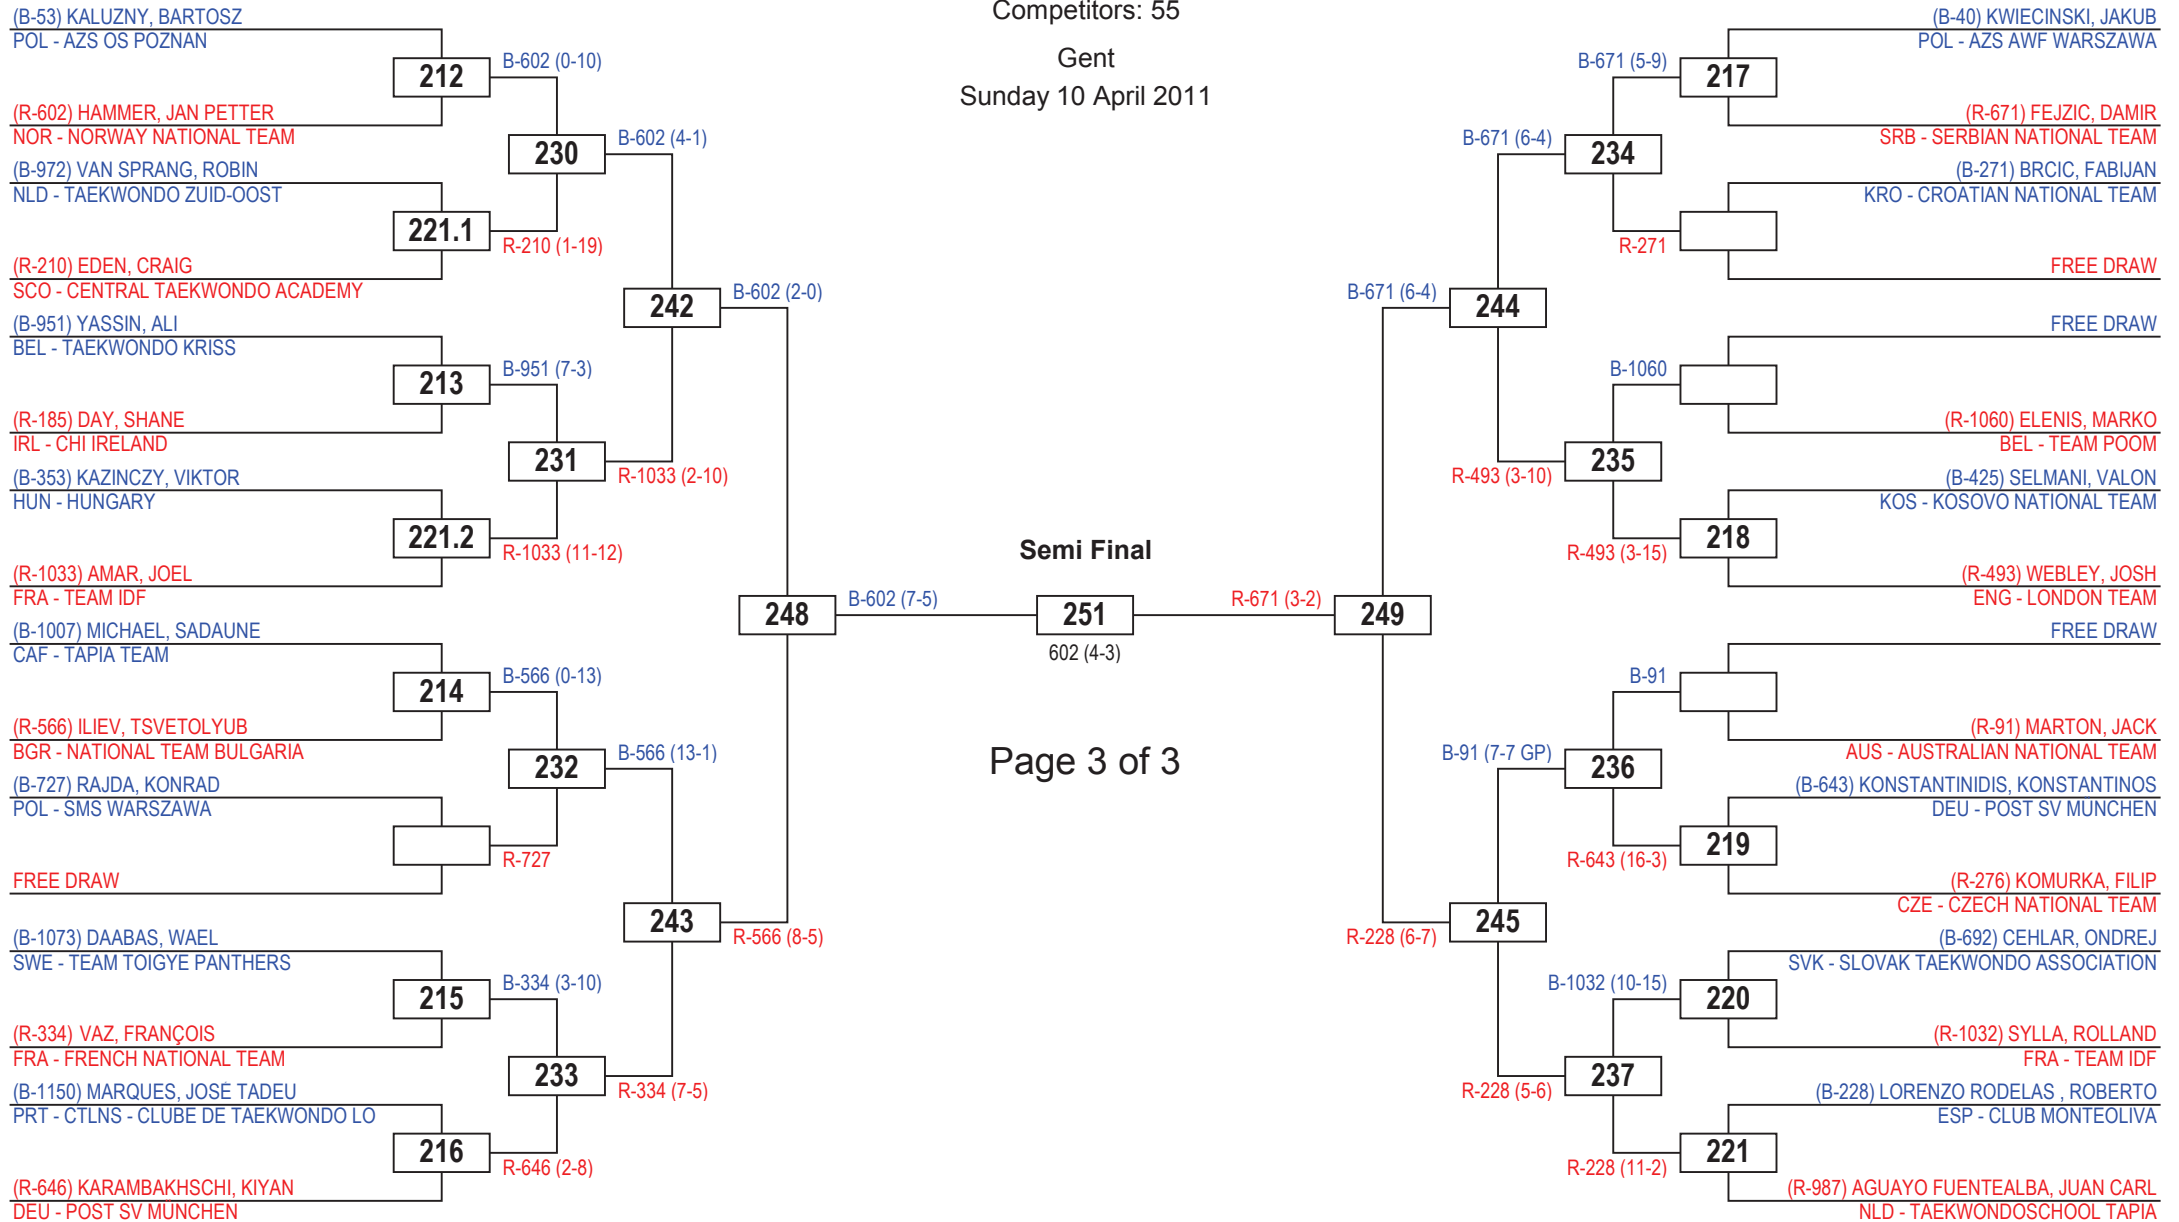 Competitors: 55
Gent
Sunday 10 April 2011
(B-53) KALUZNY, BARTOSZ
POL - AZS OS POZNAN
212
B-602 (0-10)
(R-602) HAMMER, JAN PETTER
NOR - NORWAY NATIONAL TEAM
230
B-602 (4-1)
(B-972) VAN SPRANG, ROBIN
NLD - TAEKWONDO ZUID-OOST
221.1
R-210 (1-19)
(R-210) EDEN, CRAIG
SCO - CENTRAL TAEKWONDO ACADEMY
242
B-602 (2-0)
(B-951) YASSIN, ALI
BEL - TAEKWONDO KRISS
213
B-951 (7-3)
(R-185) DAY, SHANE
IRL - CHI IRELAND
231
R-1033 (2-10)
(B-353) KAZINCZY, VIKTOR
HUN - HUNGARY
221.2
R-1033 (11-12)
(R-1033) AMAR, JOEL
FRA - TEAM IDF
248
B-602 (7-5)
(B-1007) MICHAEL, SADAUNE
CAF - TAPIA TEAM
214
B-566 (0-13)
(R-566) ILIEV, TSVETOLYUB
BGR - NATIONAL TEAM BULGARIA
232
B-566 (13-1)
(B-727) RAJDA, KONRAD
POL - SMS WARSZAWA
R-727
FREE DRAW
243
R-566 (8-5)
(B-1073) DAABAS, WAEL
SWE - TEAM TOIGYE PANTHERS
215
B-334 (3-10)
(R-334) VAZ, FRANÇOIS
FRA - FRENCH NATIONAL TEAM
233
R-334 (7-5)
(B-1150) MARQUES, JOSÉ TADEU
PRT - CTLNS - CLUBE DE TAEKWONDO LO
216
R-646 (2-8)
(R-646) KARAMBAKHSCHI, KIYAN
DEU - POST SV MÜNCHEN
Semi Final
251
602 (4-3)
Page 3 of 3
(B-40) KWIECINSKI, JAKUB
POL - AZS AWF WARSZAWA
B-671 (5-9)
217
(R-671) FEJZIC, DAMIR
SRB - SERBIAN NATIONAL TEAM
B-671 (6-4)
234
(B-271) BRCIC, FABIJAN
KRO - CROATIAN NATIONAL TEAM
R-271
FREE DRAW
B-671 (6-4)
244
FREE DRAW
B-1060
(R-1060) ELENIS, MARKO
BEL - TEAM POOM
R-493 (3-10)
235
(B-425) SELMANI, VALON
KOS - KOSOVO NATIONAL TEAM
R-493 (3-15)
218
(R-493) WEBLEY, JOSH
ENG - LONDON TEAM
R-671 (3-2)
249
FREE DRAW
B-91
(R-91) MARTON, JACK
AUS - AUSTRALIAN NATIONAL TEAM
B-91 (7-7 GP)
236
(B-643) KONSTANTINIDIS, KONSTANTINOS
DEU - POST SV MÜNCHEN
R-643 (16-3)
219
(R-276) KOMURKA, FILIP
CZE - CZECH NATIONAL TEAM
R-228 (6-7)
245
(B-692) CEHLAR, ONDREJ
SVK - SLOVAK TAEKWONDO ASSOCIATION
B-1032 (10-15)
220
(R-1032) SYLLA, ROLLAND
FRA - TEAM IDF
R-228 (5-6)
237
(B-228) LORENZO RODELAS , ROBERTO
ESP - CLUB MONTEOLIVA
R-228 (11-2)
221
(R-987) AGUAYO FUENTEALBA, JUAN CARL
NLD - TAEKWONDOSCHOOL TAPIA